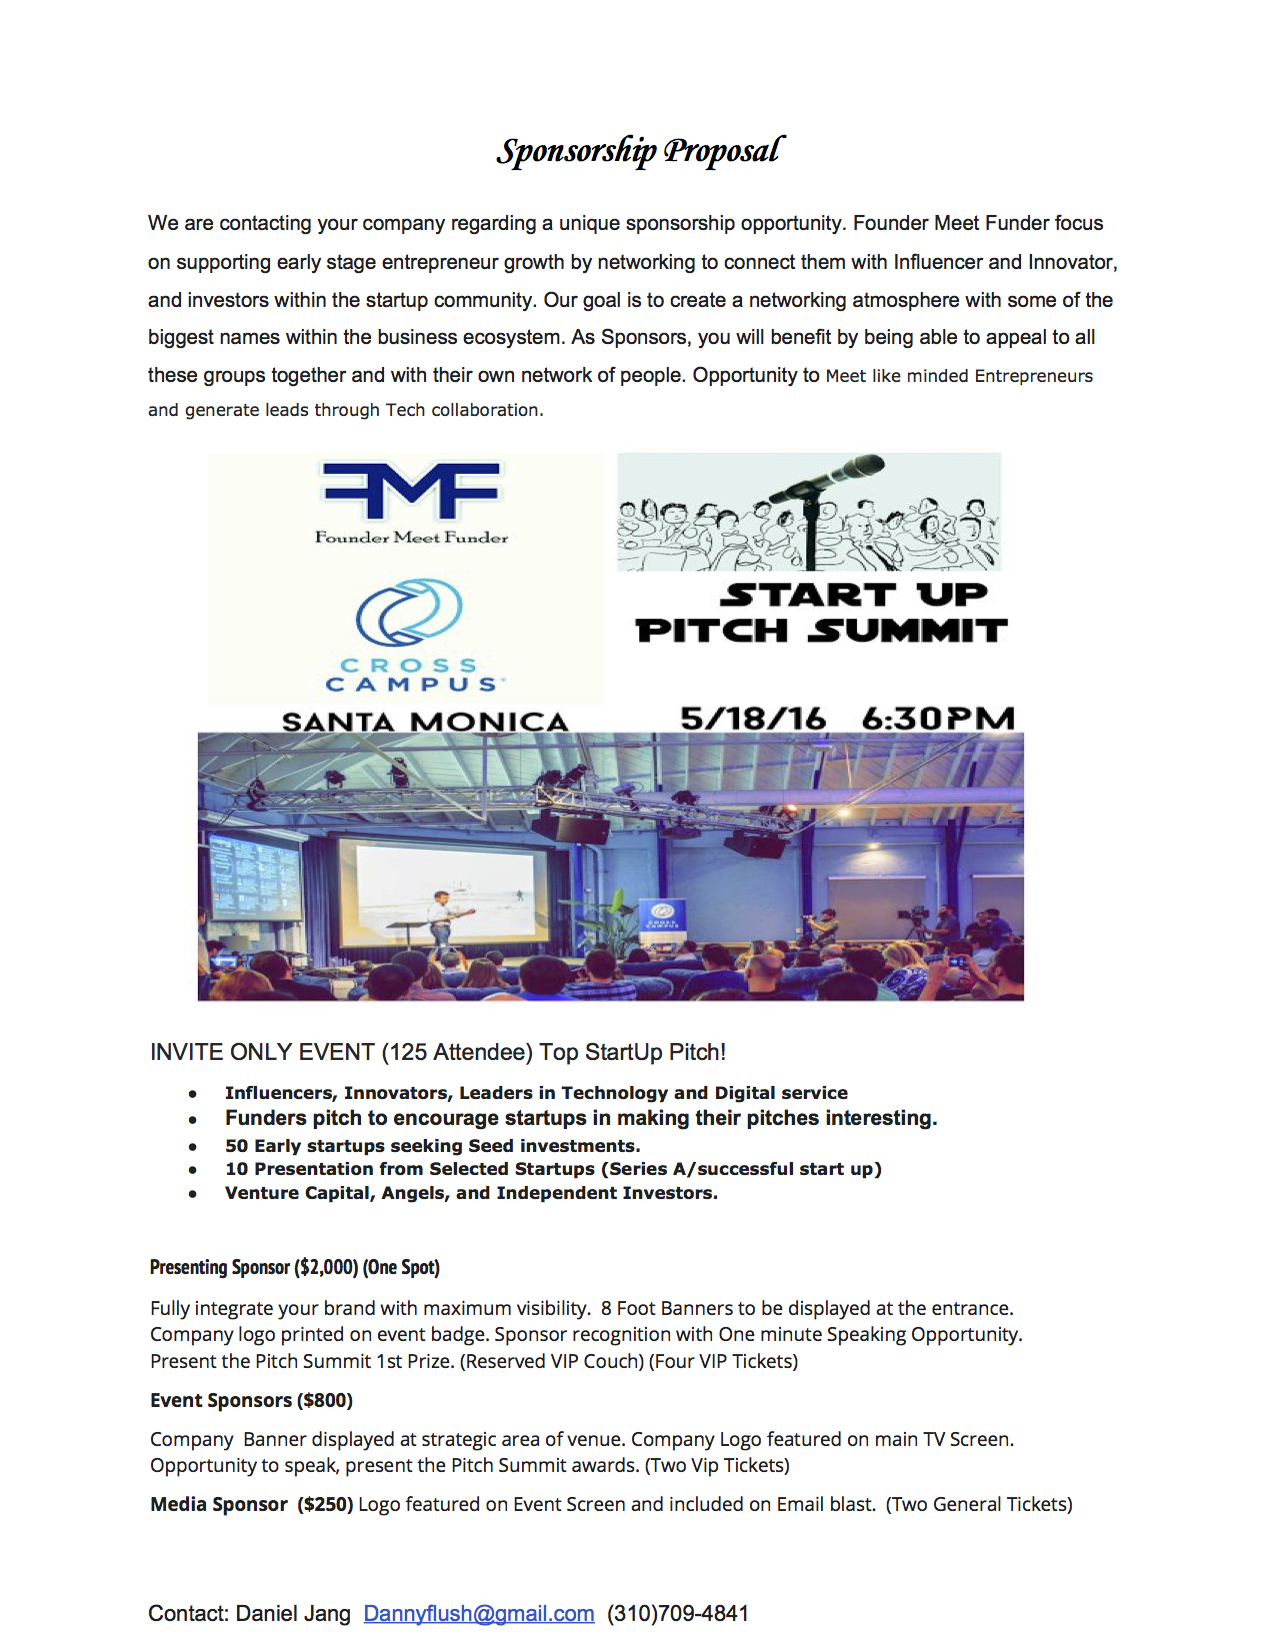 Sponsorship Proposal
We are contacting your company regarding a unique sponsorship opportunity. Founder Meet Funder focus
on supporting early stage entrepreneur growth by networking to connect them with Influencer and Innovator,
and investors within the startup community. Our goal is to create a networking atmosphere with some of the
biggest names within the business ecosystem. As Sponsors, you will benefit by being able to appeal to all
these groups together and with their own network of people. Opportunity to Meet like minded Entrepreneurs
and generate leads through Tech collaboration.
FMF
Founder Meet Funder
CROSS
CAMPUS
SANTA MONICA
START UP
PITCH SUMMIT
5/18/16 6:30PM
CROSS
CAMPUS
INVITE ONLY EVENT (125 Attendee) Top StartUp Pitch!
• Influencers, Innovators, Leaders in Technology and Digital service
• Funders pitch to encourage startups in making their pitches interesting.
• 50 Early startups seeking Seed investments.
• 10 Presentation from Selected Startups (Series A/successful start up)
• Venture Capital, Angels, and Independent Investors.
Presenting Sponsor ($2,000) (One Spot)
Fully integrate your brand with maximum visibility.  8 Foot Banners to be displayed at the entrance.
Company logo printed on event badge. Sponsor recognition with One minute Speaking Opportunity.
Present the Pitch Summit 1st Prize. (Reserved VIP Couch) (Four VIP Tickets)
Event Sponsors ($800)
Company  Banner displayed at strategic area of venue. Company Logo featured on main TV Screen.
Opportunity to speak, present the Pitch Summit awards. (Two Vip Tickets)
Media Sponsor  ($250) Logo featured on Event Screen and included on Email blast.  (Two General Tickets)
Contact: Daniel Jang  Dannyflush@gmail.com  (310)709-4841